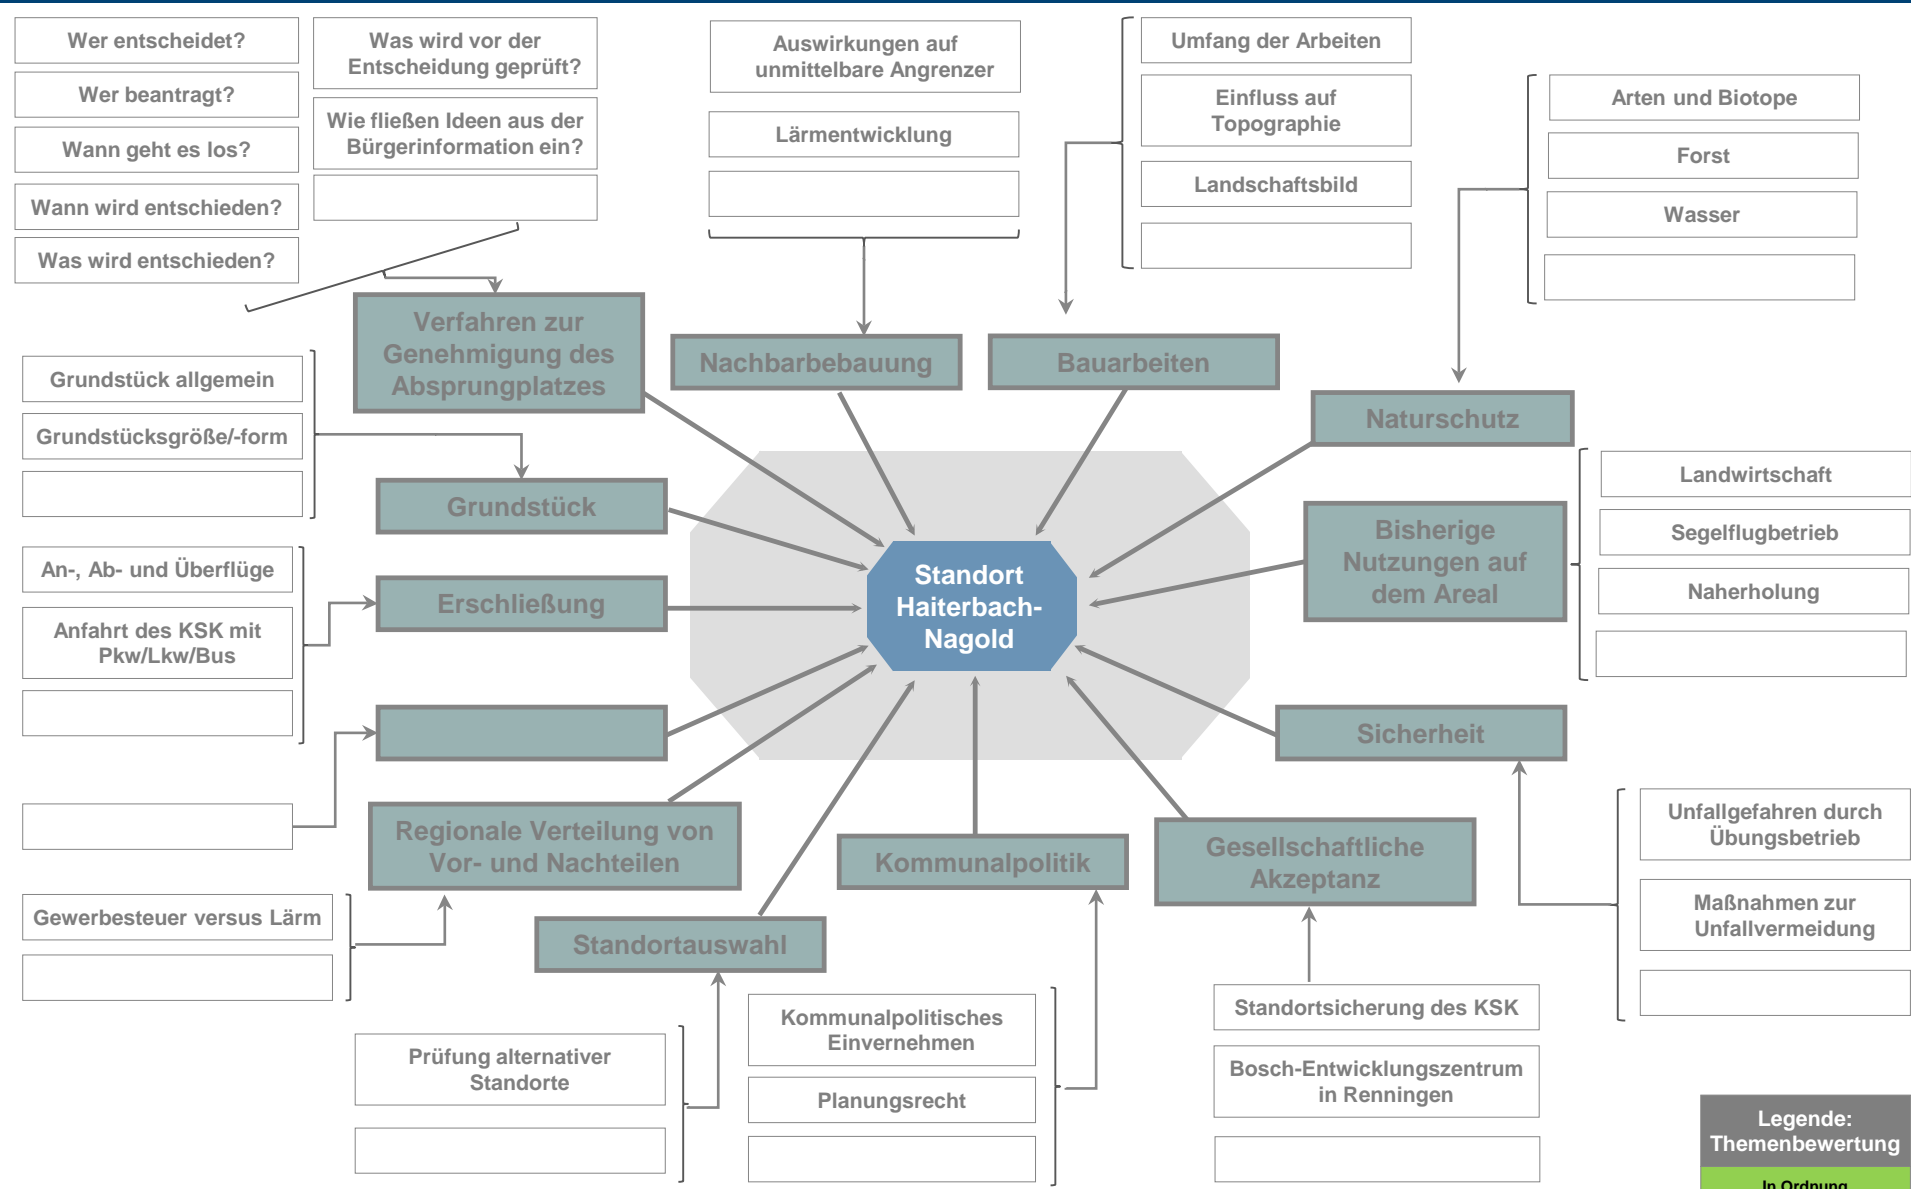 Wer entscheidet?
Wer beantragt?
Wann geht es los?
Wann wird entschieden?
Was wird entschieden?
Was wird vor der
Entscheidung geprüft?
Wie fließen Ideen aus der
Bürgerinformation ein?
Auswirkungen auf
unmittelbare Angrenzer
Lärmentwicklung
Umfang der Arbeiten
Einfluss auf
Topographie
Landschaftsbild
Arten und Biotope
Forst
Wasser
Verfahren zur
Genehmigung des
Absprungplatzes
Nachbarbebauung
Bauarbeiten
Naturschutz
Grundstück allgemein
Grundstücksgröße/-form
Grundstück
An-, Ab- und Überflüge
Anfahrt des KSK mit
Pkw/Lkw/Bus
Erschließung
Standort
Haiterbach-
Nagold
Bisherige
Nutzungen auf
dem Areal
Landwirtschaft
Segelflugbetrieb
Naherholung
Sicherheit
Unfallgefahren durch
Übungsbetrieb
Maßnahmen zur
Unfallvermeidung
Regionale Verteilung von
Vor- und Nachteilen
Gewerbesteuer versus Lärm
Standortauswahl
Prüfung alternativer
Standorte
Kommunalpolitik
Kommunalpolitisches
Einvernehmen
Planungsrecht
Gesellschaftliche
Akzeptanz
Standortsicherung des KSK
Bosch-Entwicklungszentrum
in Renningen
Legende:
Themenbewertung
In Ordnung